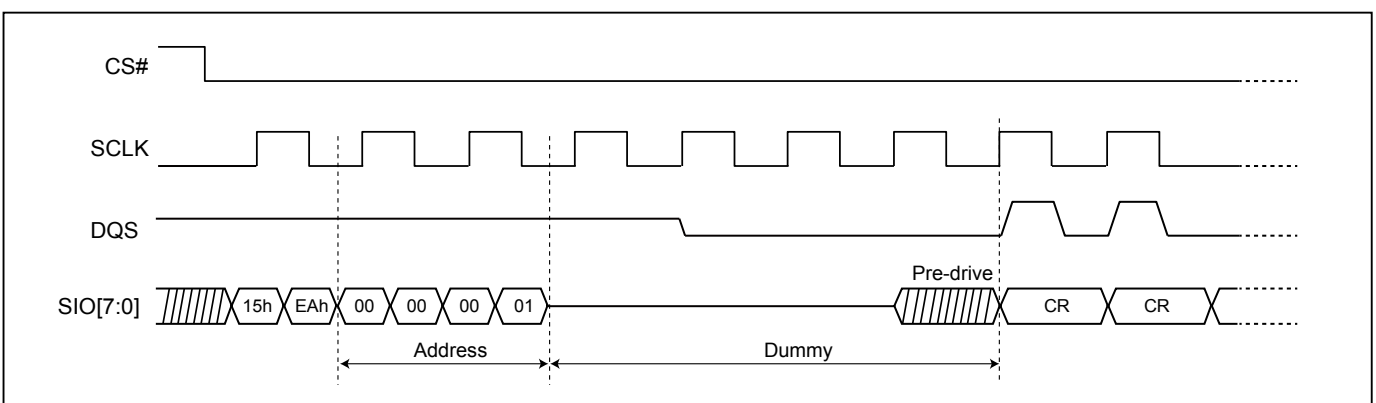 CS#
SCLK
DQS
Pre-drive
SIO[7:0] 15h EAh 00 00 00 01 CR CR
Address Dummy